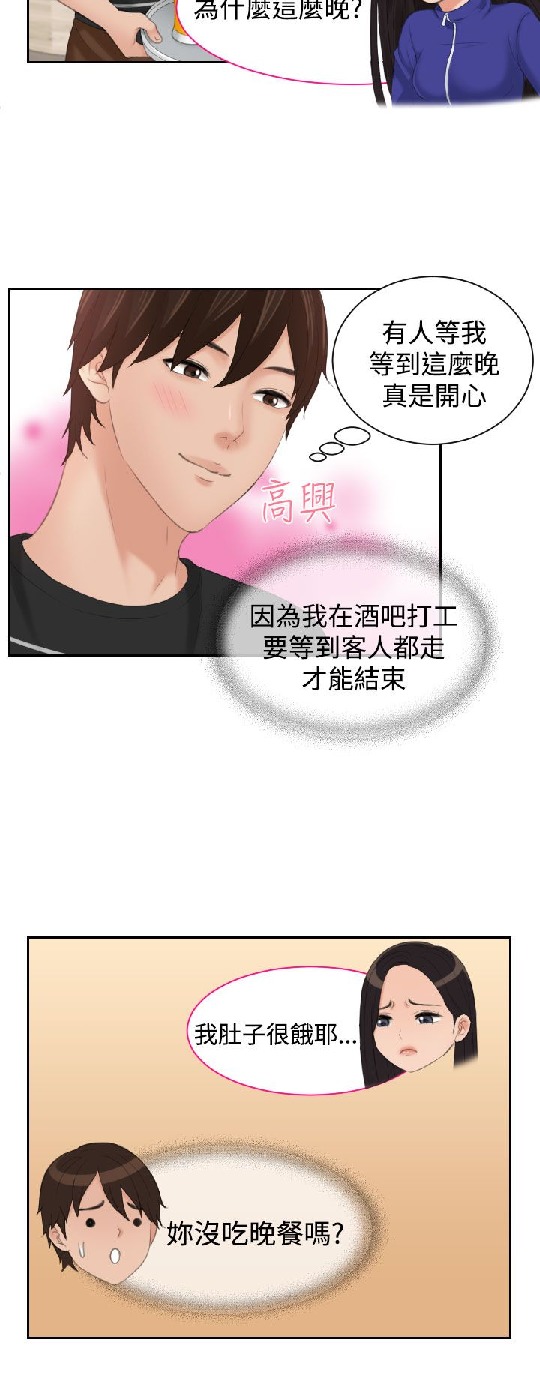 為什麼這麼晚?
有人等我
等到這麼晚
真是開心
高興
因為我在酒吧打工
要等到客人都走
才能結束
我肚子很餓耶...
妳沒吃晚餐嗎?